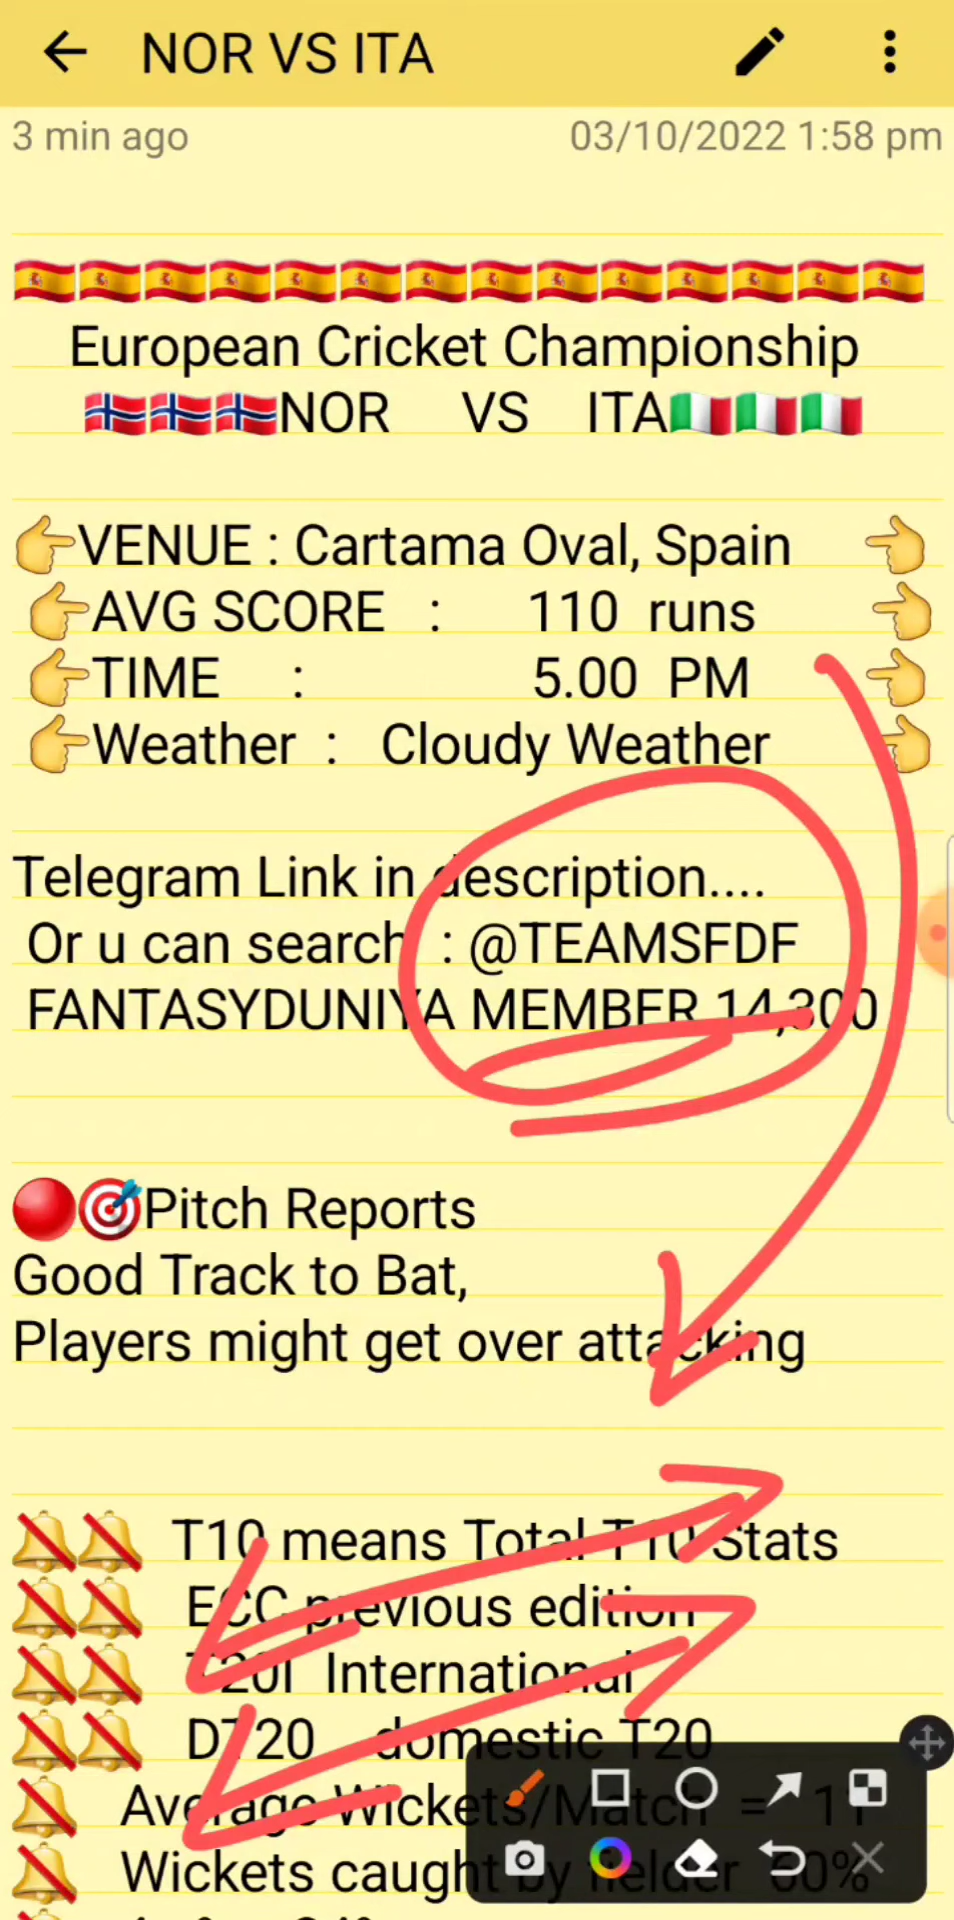 NOR VS ITA
3 min ago 03/10/2022 1:58 pm
European Cricket Championship
NOR VS ITA
VENUE : Cartama Oval, Spain
AVG SCORE : 110 runs
TIME : 5.00 PM
Weather : Cloudy Weather
Telegram Link in description....
Or u can search : @TEAMSFDF
FANTASYDUNIYA MEMBER 14,300
Pitch Reports
Good Track to Bat,
Players might get over attacking
T10 means Total T10 Stats
ECC previous edition
T20I International
DT20 domestic T20
Average Wickets/Match = 11
Wickets caught by fielder 60%